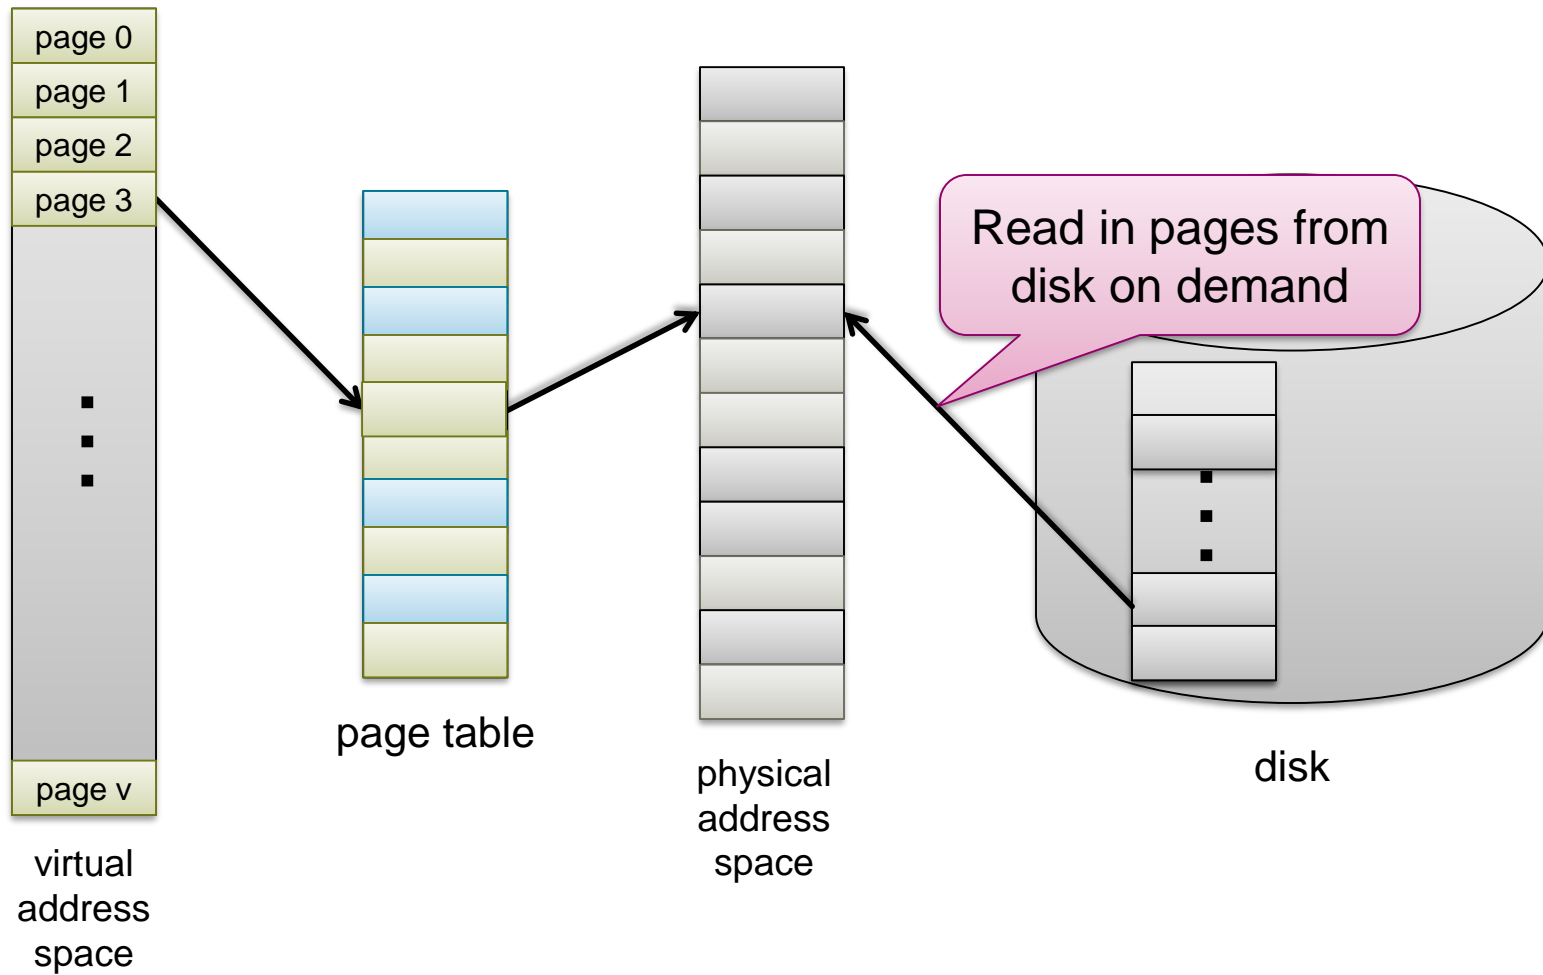 page 0
page 1
page 2
page 3
page v
virtual
address
space
page table
physical
address
space
Read in pages from
disk on demand
disk